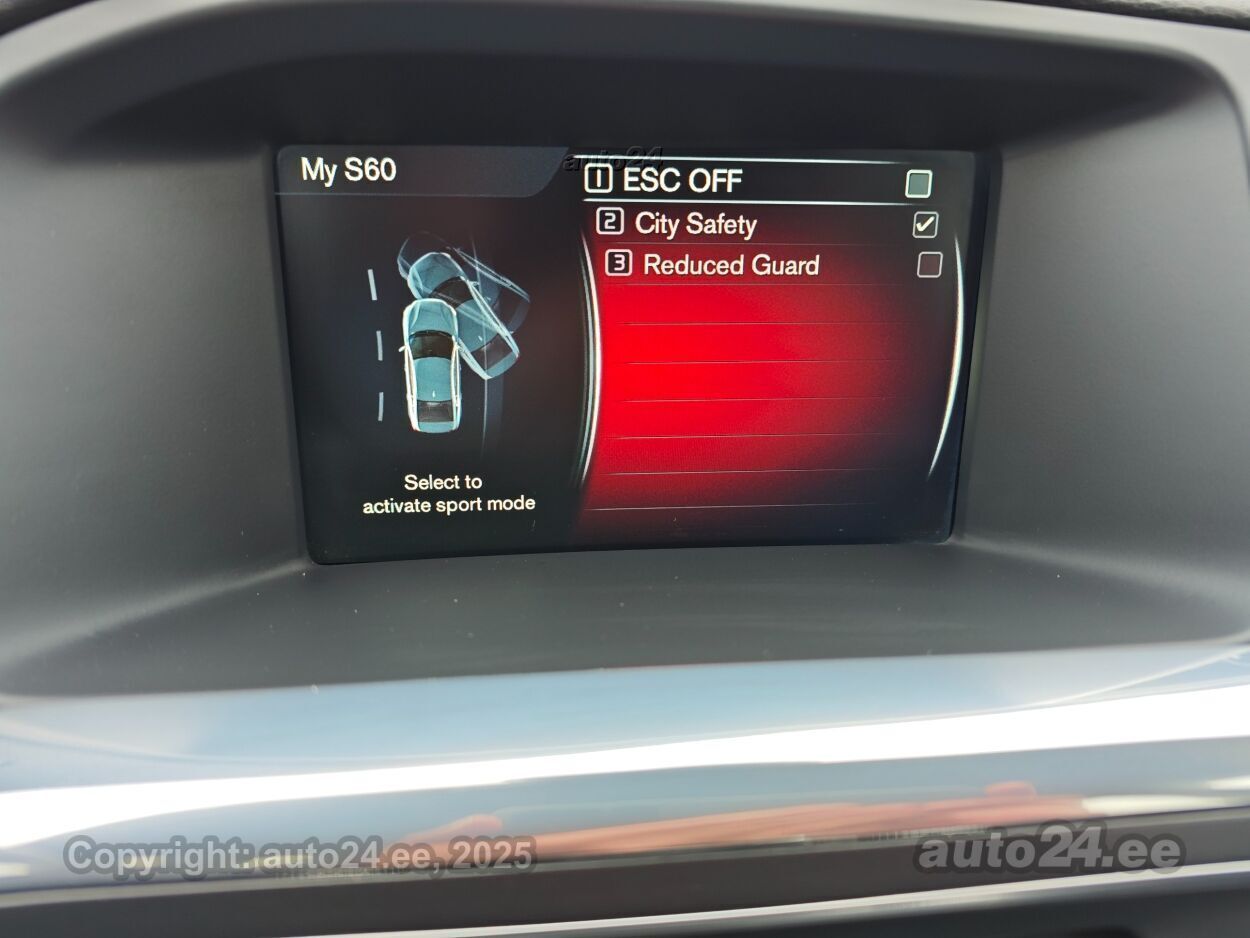 My S60
auto24
1 ESC OFF
2 City Safety
3 Reduced Guard
Select to
activate sport mode
Copyright: auto24.ee, 2025
auto24.ee